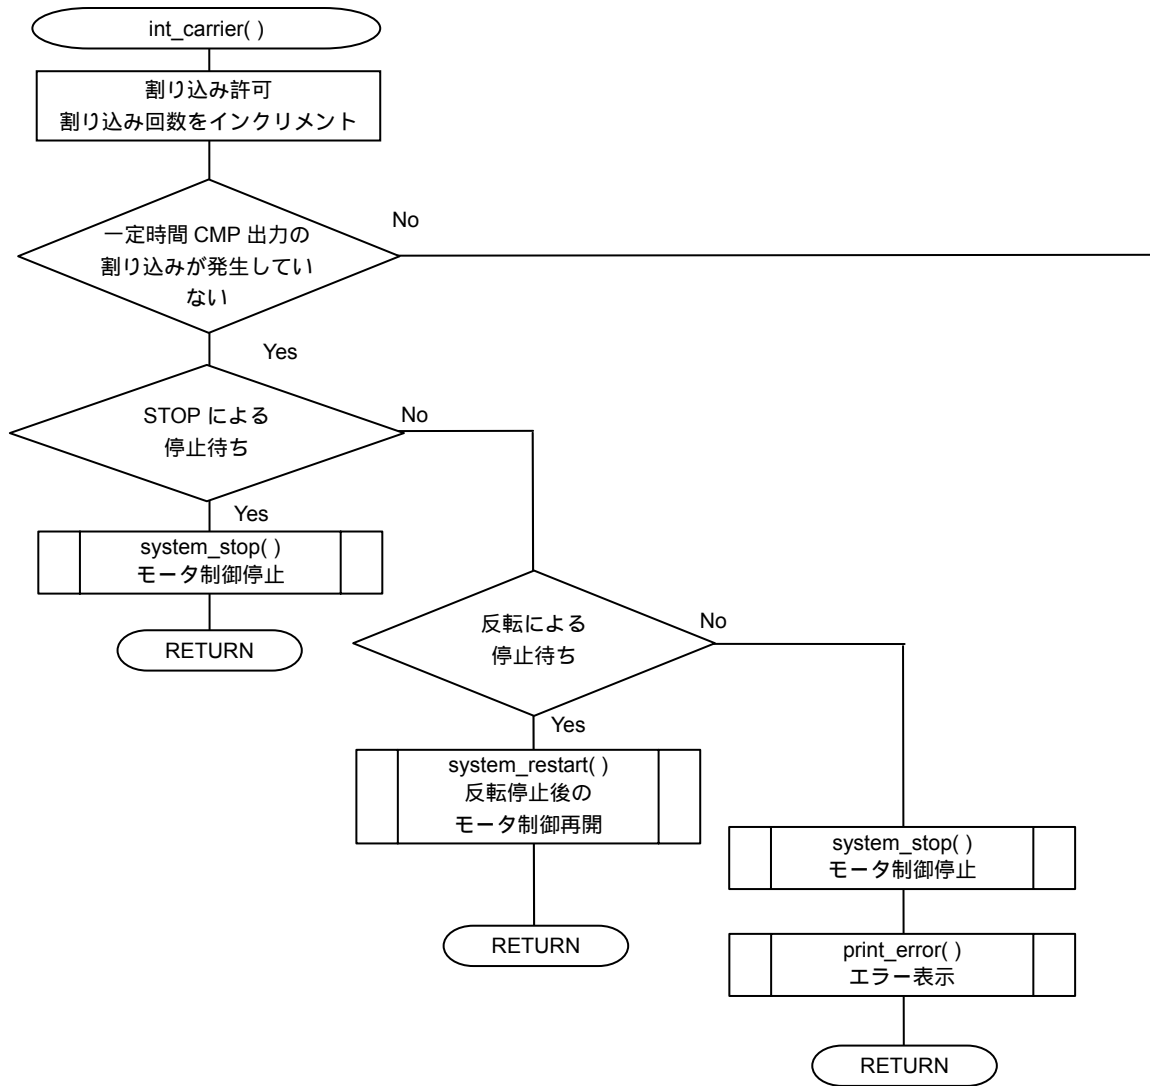 int_carrier( )
割り込み許可
割り込み回数をインクリメント
一定時間 CMP 出力の
割り込みが発生してい
ない
No
Yes
STOP による
停止待ち
No
Yes
system_stop( )
モータ制御停止
RETURN
反転による
停止待ち
No
Yes
system_restart( )
反転停止後の
モータ制御再開
RETURN
system_stop( )
モータ制御停止
print_error( )
エラー表示
RETURN